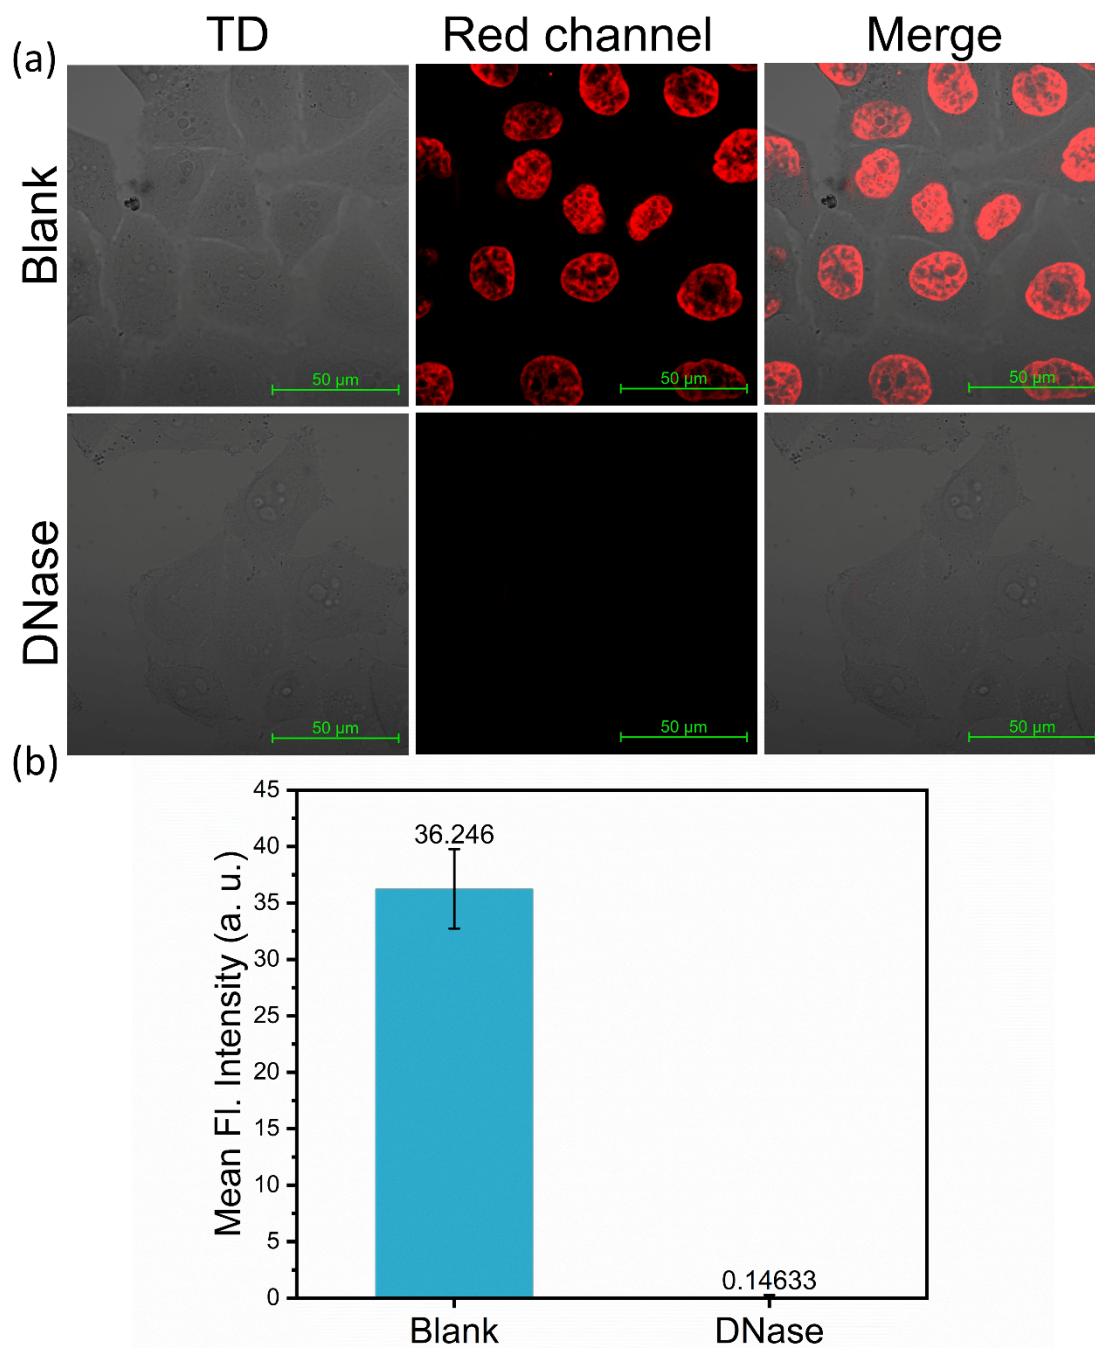 (a)
TD
Red channel
Merge
Blank
50 μm
50 μm
50 μm
DNase
50 μm
50 μm
50 μm
(b)
Mean Fl. Intensity (a. u.)
45
40
35
30
25
20
15
10
5
0
36.246
0.14633
Blank
DNase